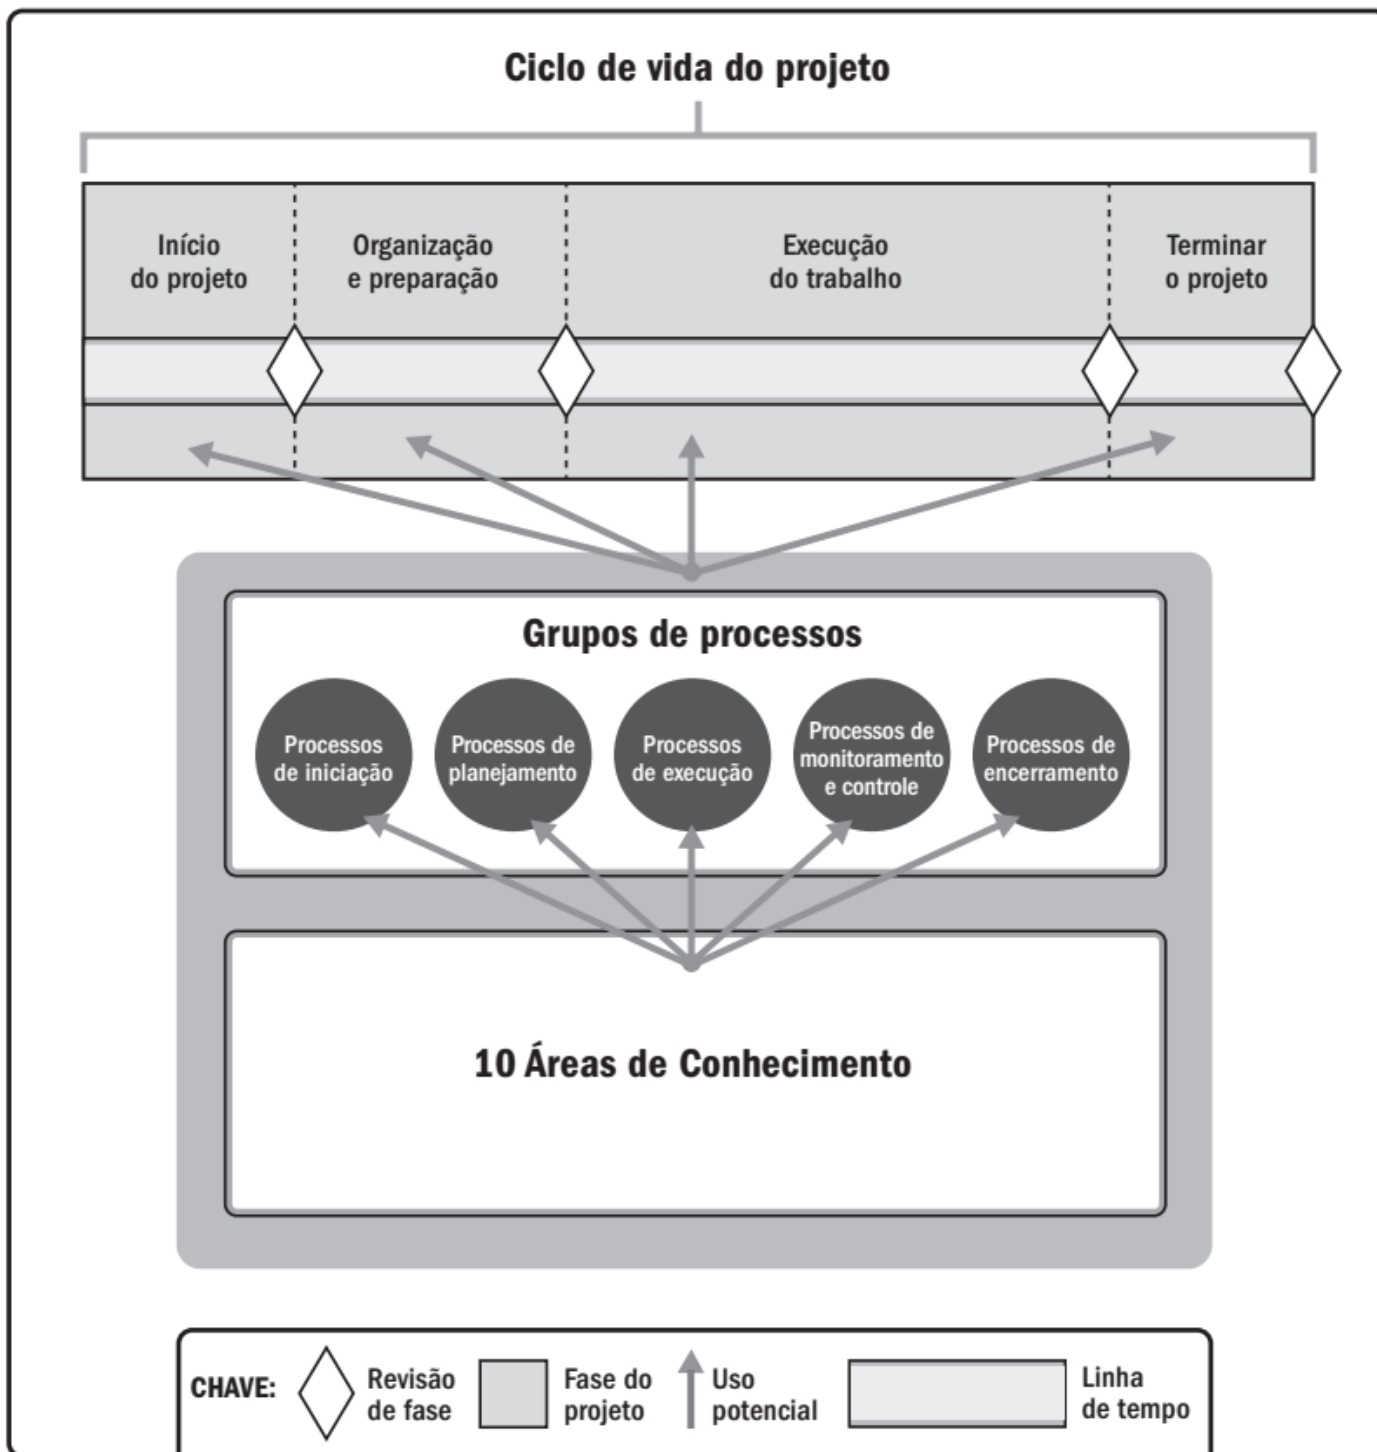 Ciclo de vida do projeto
Início
do projeto
Organização
e preparação
Execução
do trabalho
Terminar
o projeto
Grupos de processos
Processos
de iniciação
Processos de
planejamento
Processos
de execução
Processos de
monitoramento
e controle
Processos de
encerramento
10 Áreas de Conhecimento
CHAVE:
Revisão
de fase
Fase do
projeto
Uso
potencial
Linha
de tempo